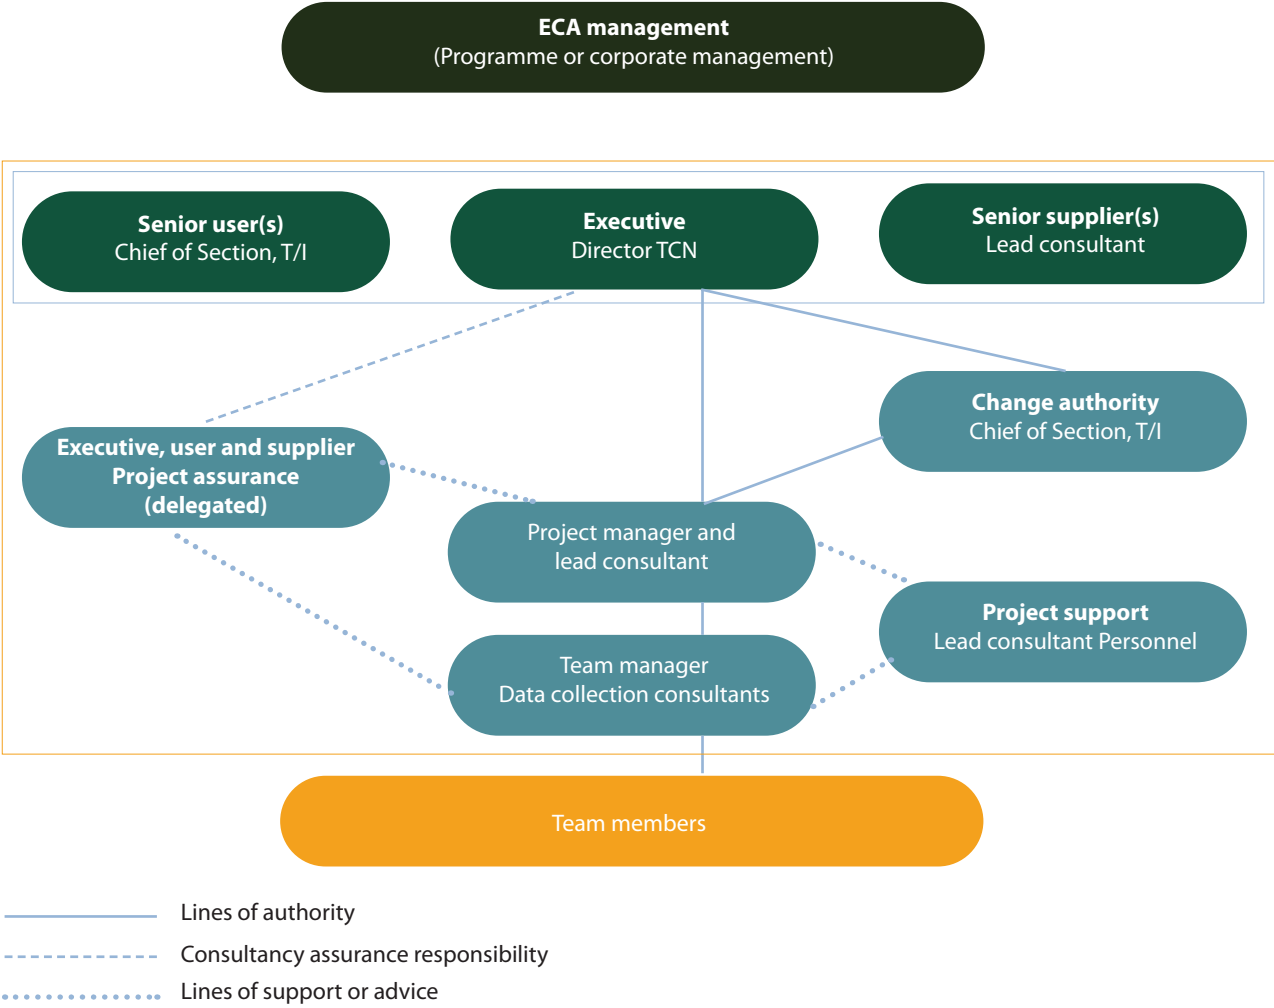 ECA management
(Programme or corporate management)
Senior user(s)
Chief of Section, T/I
Executive
Director TCN
Senior supplier(s)
Lead consultant
Change authority
Chief of Section, T/I
Executive, user and supplier
Project assurance
(delegated)
Project manager and
lead consultant
Project support
Lead consultant Personnel
Team manager
Data collection consultants
Team members
Lines of authority
Consultancy assurance responsibility
Lines of support or advice